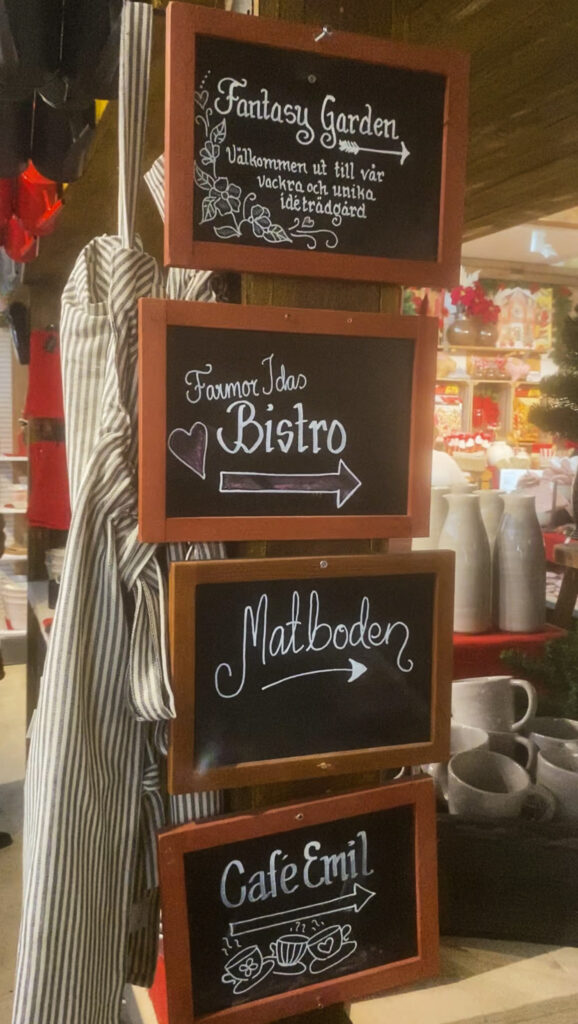 Fantasy Garden
Välkommen ut till vår
vackra och unika
idéträdgård
Farmor Idas
Bistro
Matboden
Café Emil